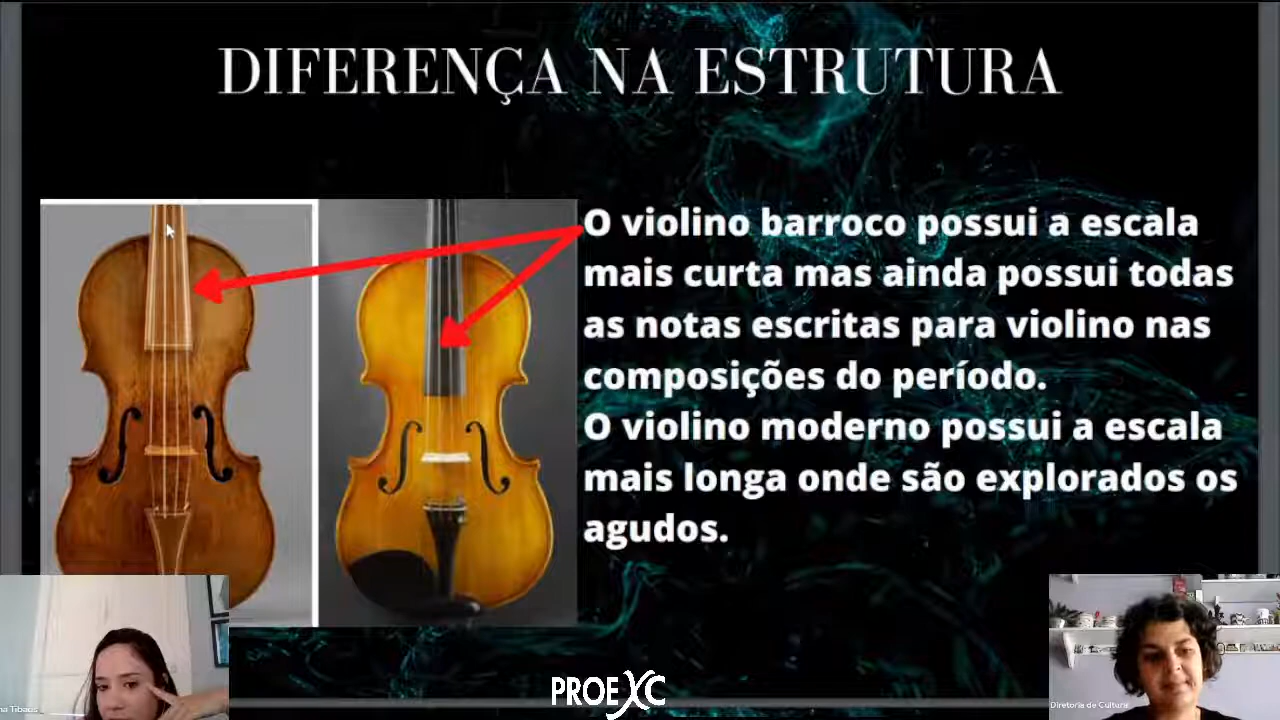 DIFERENÇA NA ESTRUTURA
O violino barroco possui a escala
mais curta mas ainda possui todas
as notas escritas para violino nas
composições do período.
O violino moderno possui a escala
mais longa onde são explorados os
agudos.
PROEXC
Diretoria de Cultura